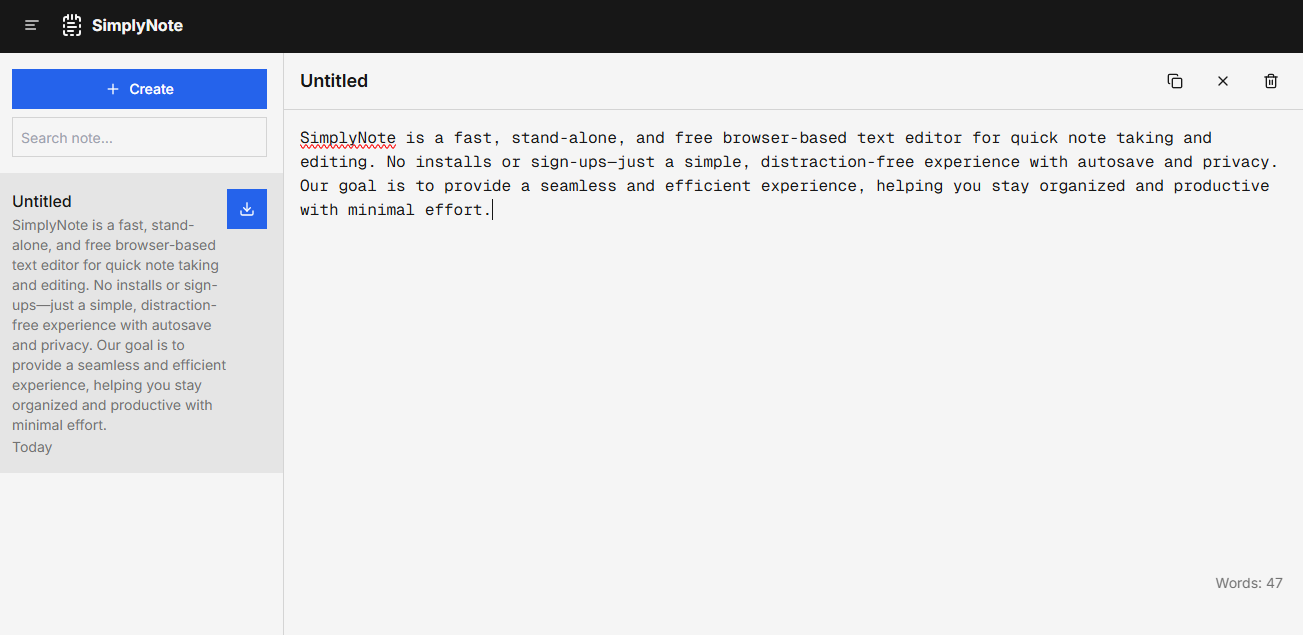 SimplyNote
Create
Search note...
Untitled
SimplyNote is a fast, stand-
alone, and free browser-based
text editor for quick note taking
and editing. No installs or sign-
ups—just a simple, distraction-
free experience with autosave
and privacy. Our goal is to
provide a seamless and efficient
experience, helping you stay
organized and productive with
minimal effort.
Today
Untitled
SimplyNote is a fast, stand-alone, and free browser-based text editor for quick note taking and
editing. No installs or sign-ups—just a simple, distraction-free experience with autosave and privacy.
Our goal is to provide a seamless and efficient experience, helping you stay organized and productive
with minimal effort.
Words: 47